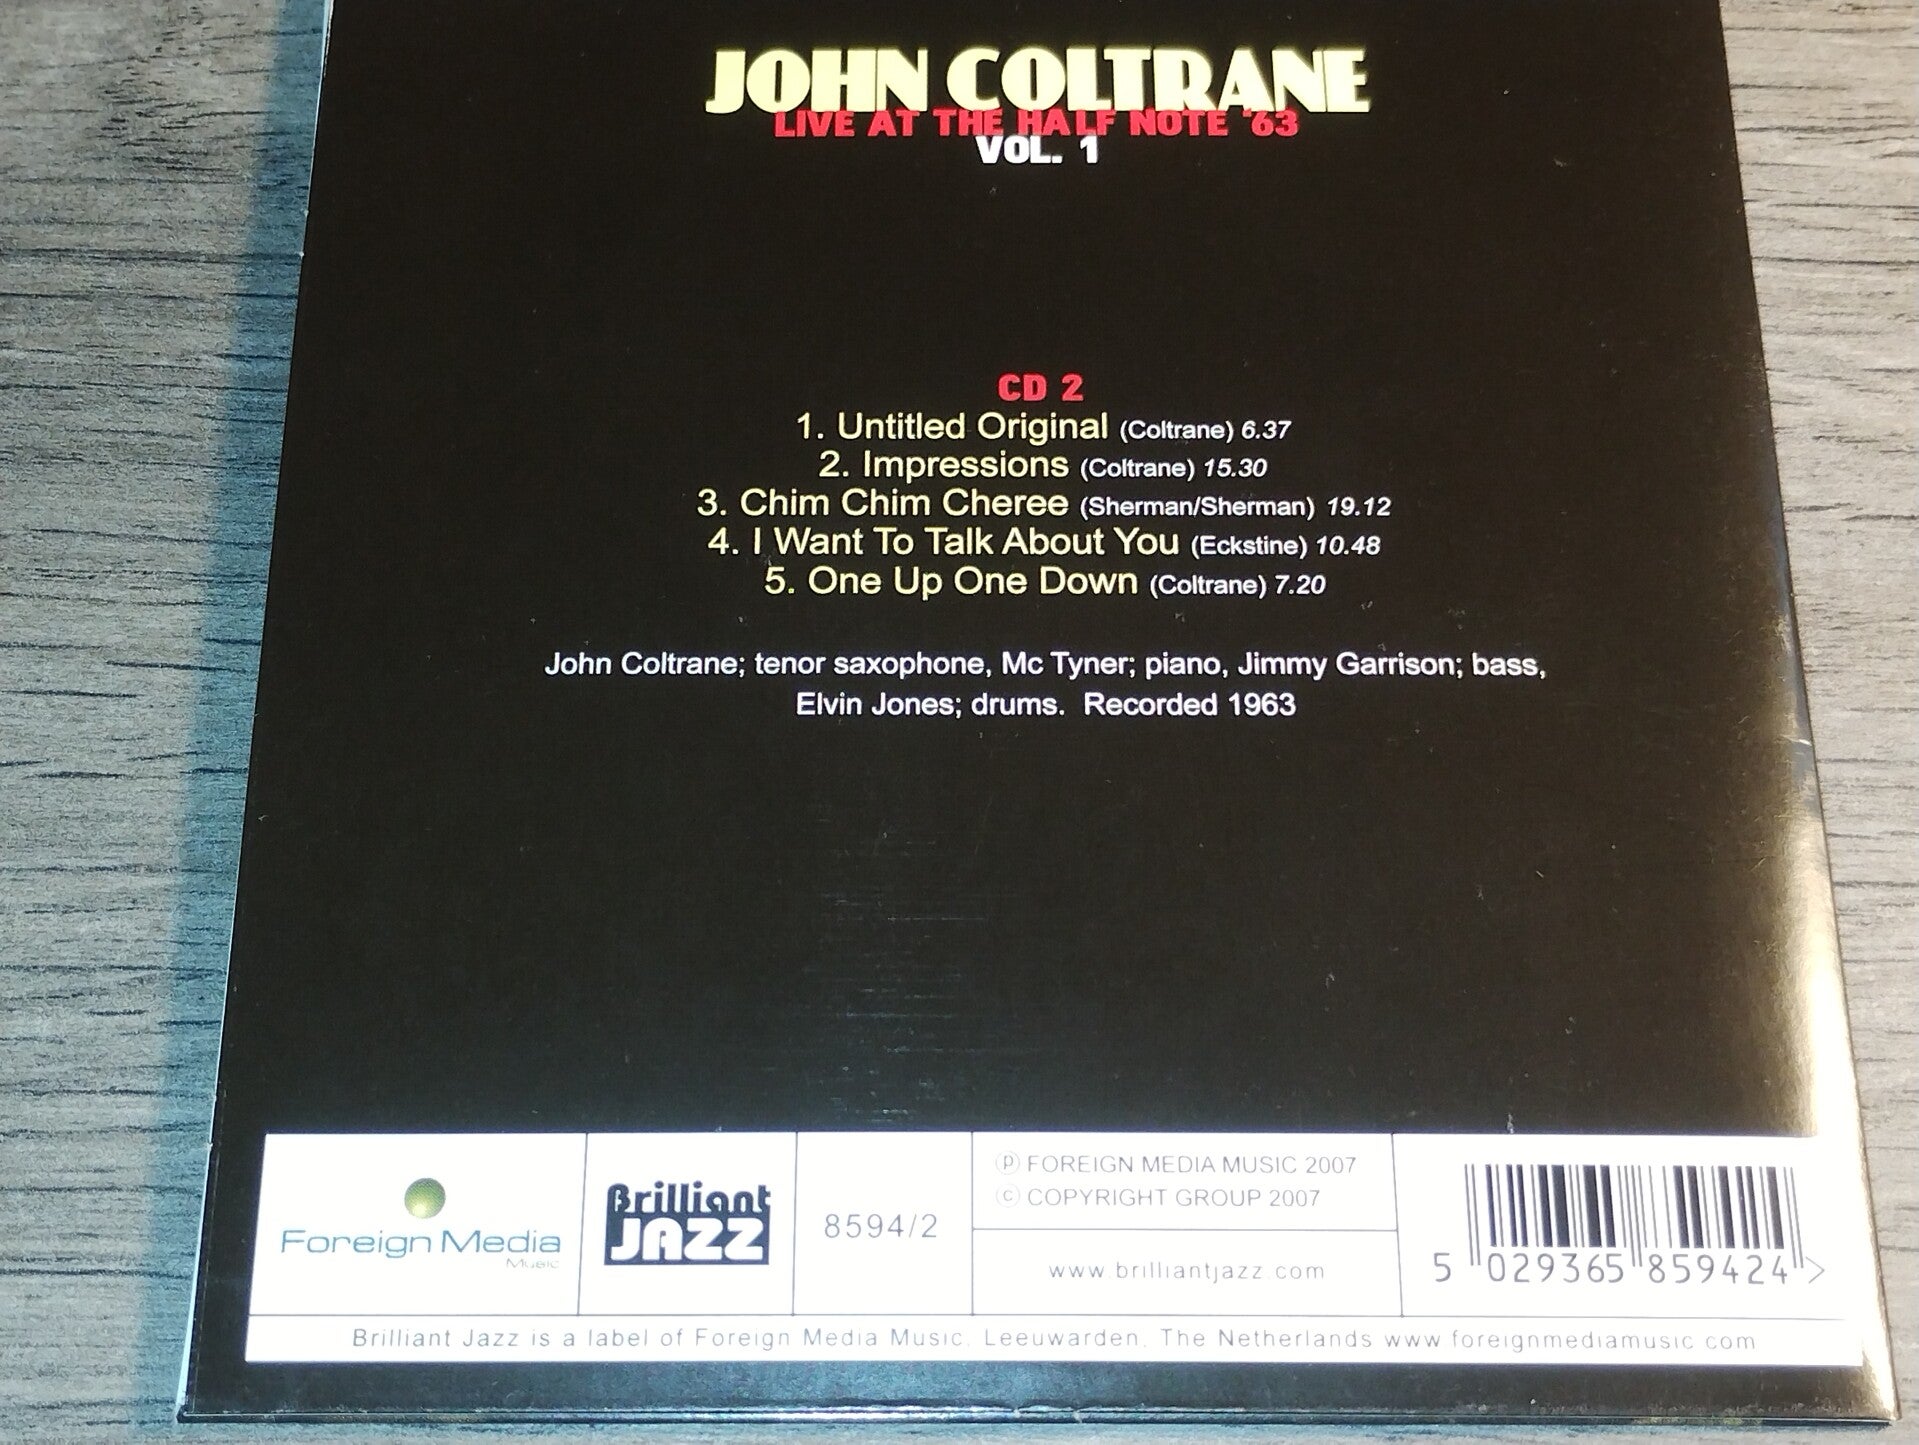 JOHN COLTRANE
LIVE AT THE HALF NOTE '63
VOL. 1
CD 2
1. Untitled Original (Coltrane) 6.37
2. Impressions (Coltrane) 15.30
3. Chim Chim Cheree (Sherman/Sherman) 19.12
4. I Want To Talk About You (Eckstine) 10.48
5. One Up One Down (Coltrane) 7.20
John Coltrane; tenor saxophone, Mc Tyner; piano, Jimmy Garrison; bass,
Elvin Jones; drums. Recorded 1963
Foreign Media
Music
Brilliant
JAZZ
8594/2
℗ FOREIGN MEDIA MUSIC 2007
© COPYRIGHT GROUP 2007
www.brilliantjazz.com
5 029365 859424 >
Brilliant Jazz is a label of Foreign Media Music, Leeuwarden, The Netherlands www foreignmediamusic com